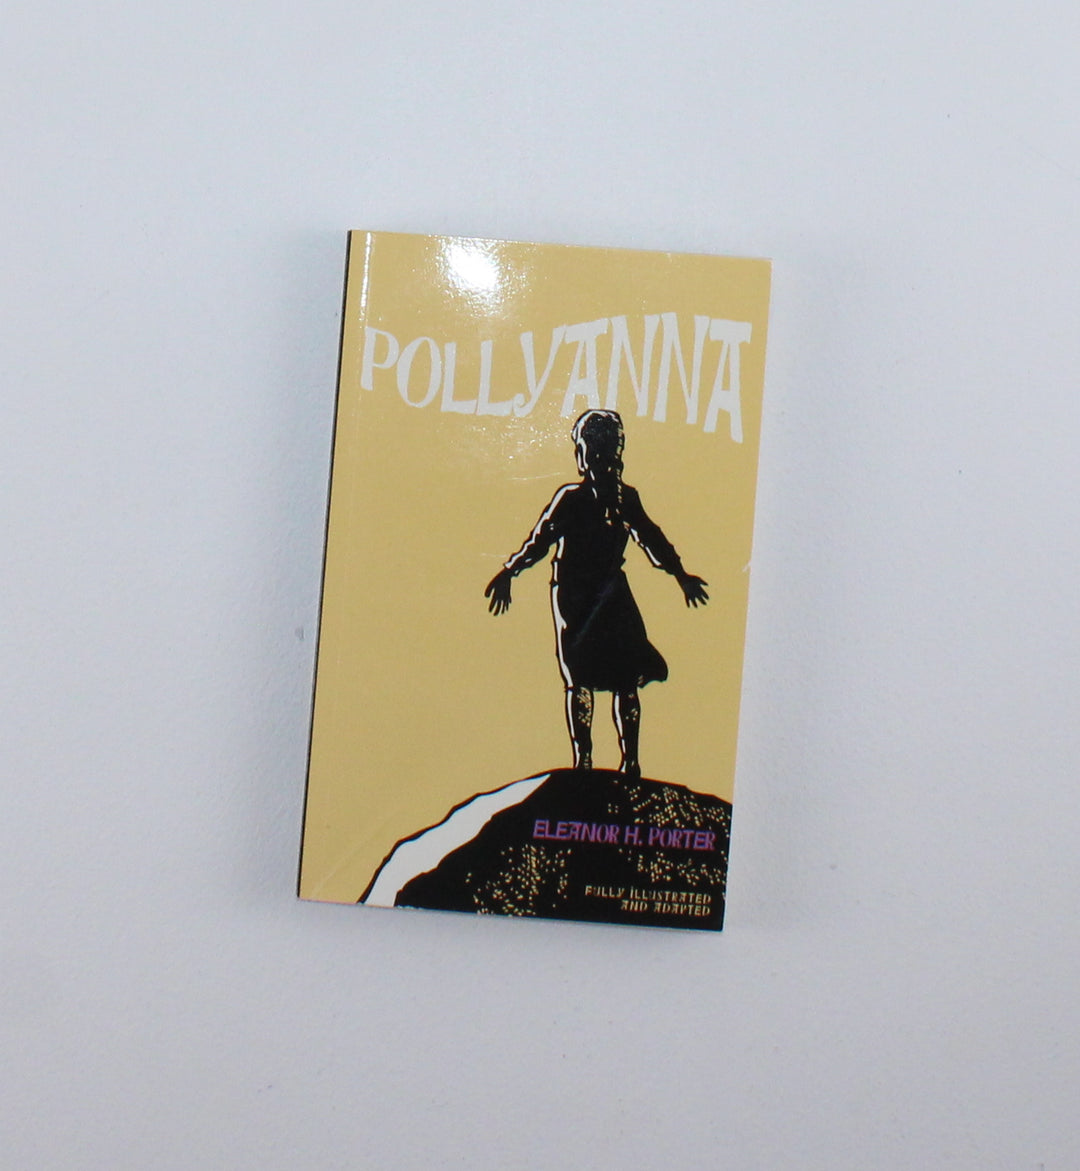 POLLYANNA
ELEANOR H. PORTER
FULLY ILLUSTRATED
AND ADAPTED